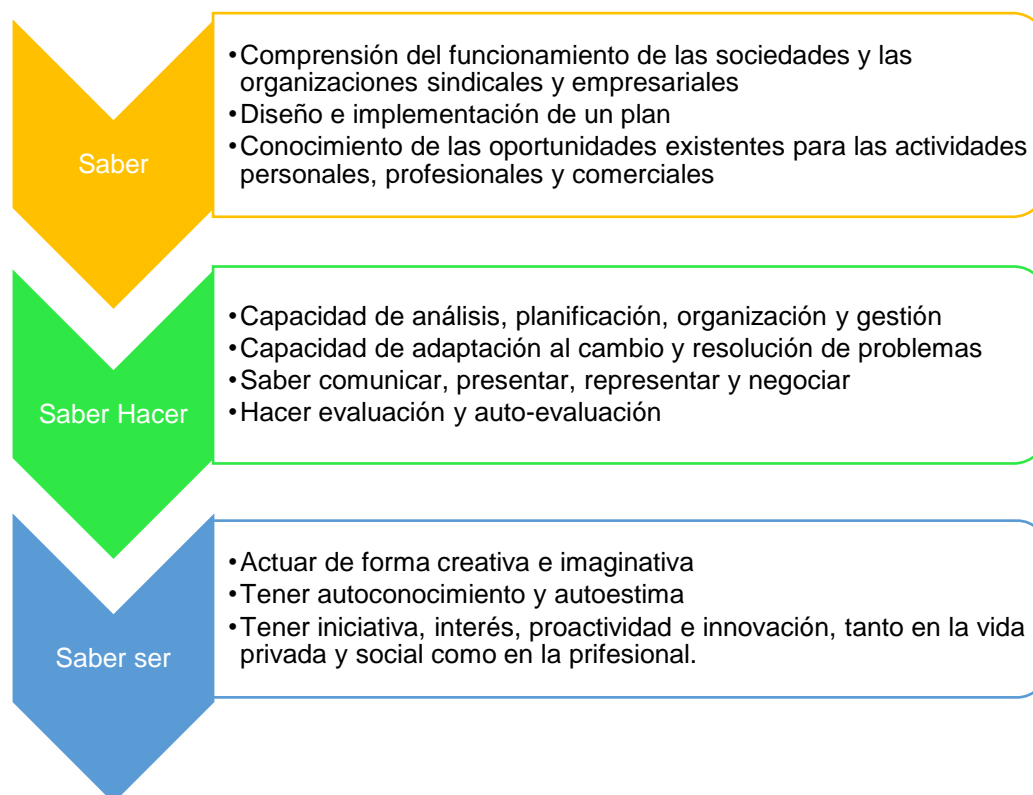 Saber
•Comprensión del funcionamiento de las sociedades y las
organizaciones sindicales y empresariales
•Diseño e implementación de un plan
•Conocimiento de las oportunidades existentes para las actividades
personales, profesionales y comerciales
Saber Hacer
•Capacidad de análisis, planificación, organización y gestión
•Capacidad de adaptación al cambio y resolución de problemas
•Saber comunicar, presentar, representar y negociar
•Hacer evaluación y auto-evaluación
Saber ser
•Actuar de forma creativa e imaginativa
•Tener autoconocimiento y autoestima
•Tener iniciativa, interés, proactividad e innovación, tanto en la vida
privada y social como en la prifesional.